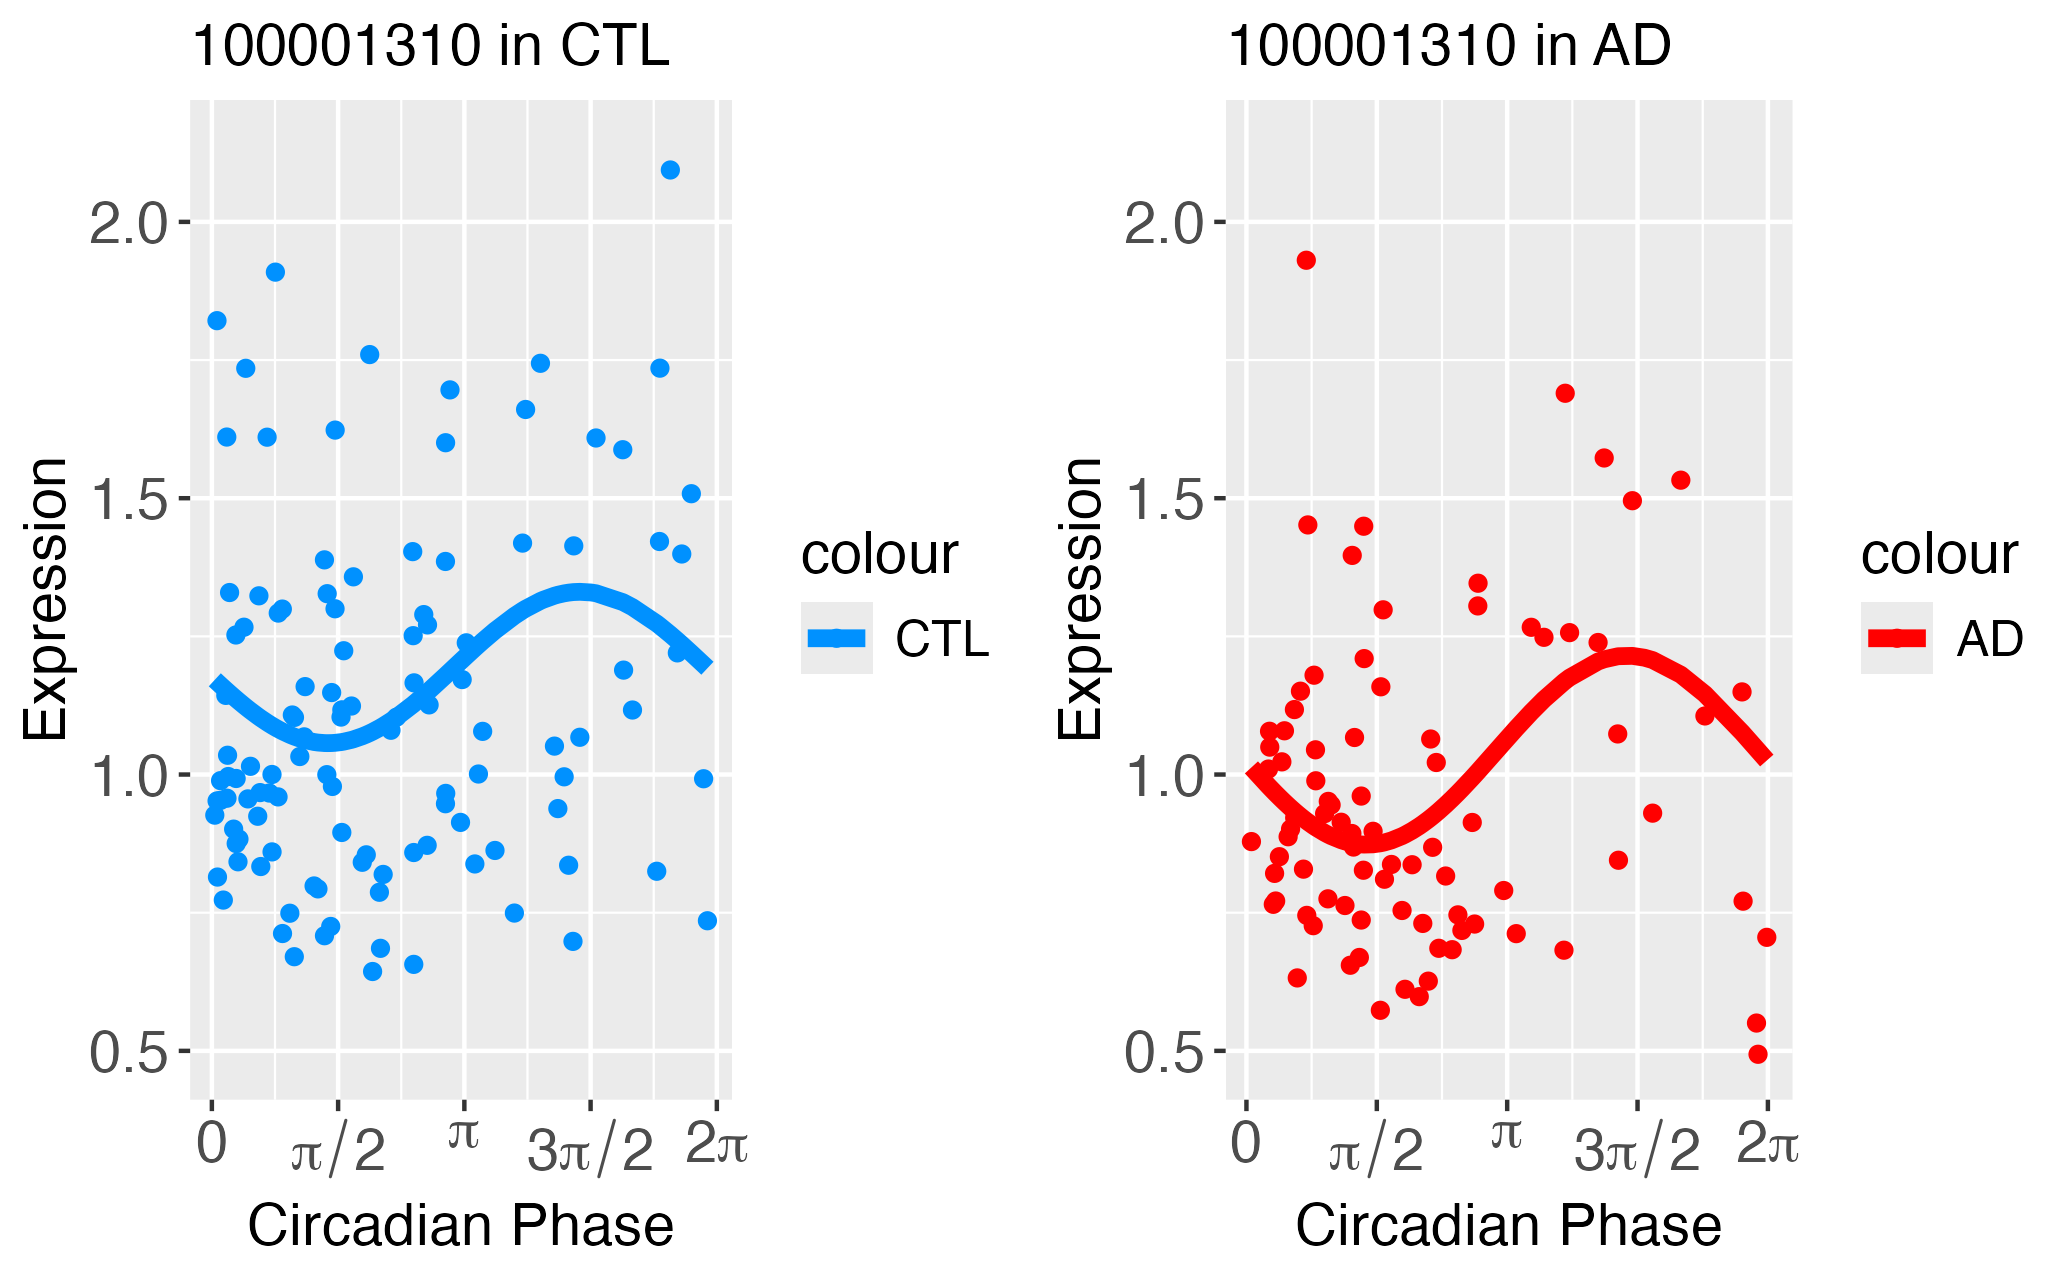 100001310 in CTL
Expression
2.0
1.5
1.0
0.5
0 π/2 π 3π/2 2π
Circadian Phase
colour
CTL
100001310 in AD
Expression
2.0
1.5
1.0
0.5
0 π/2 π 3π/2 2π
Circadian Phase
colour
AD